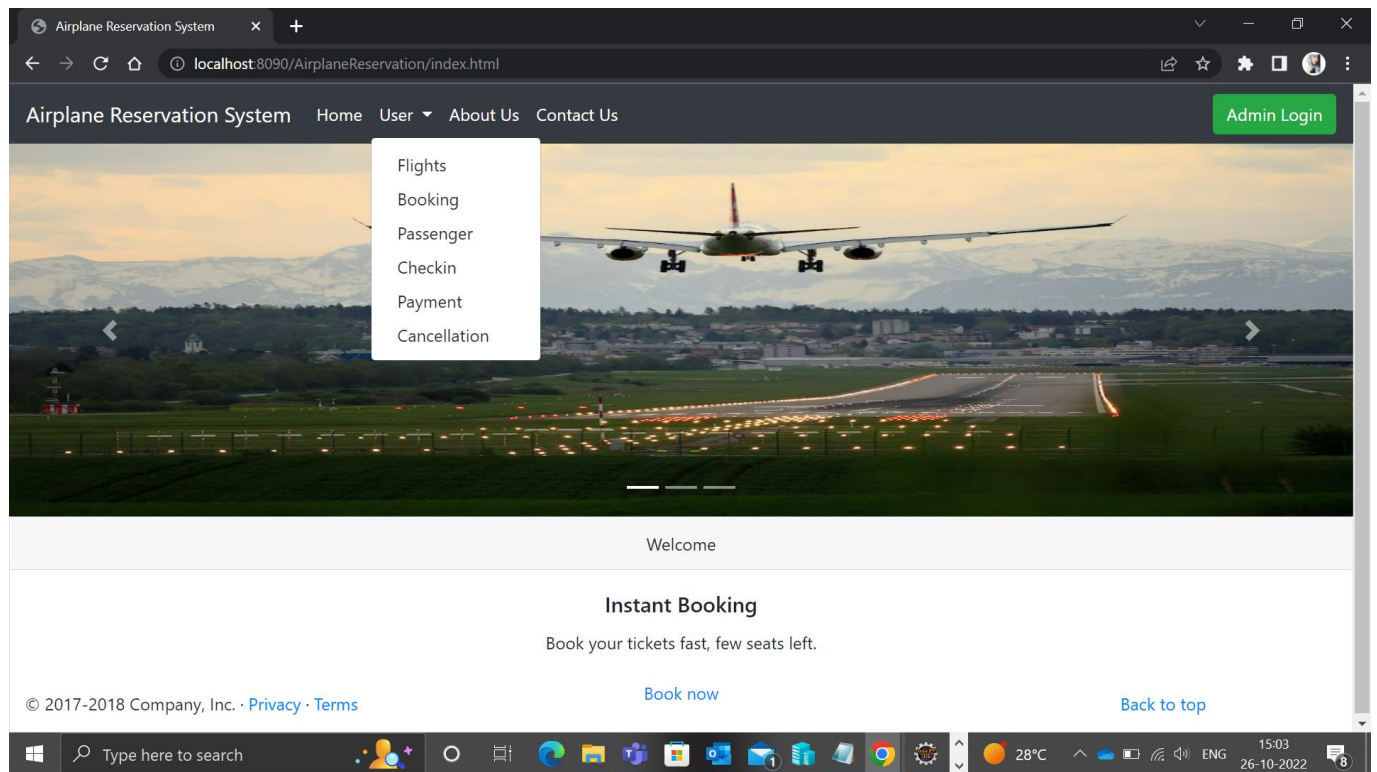 Airplane Reservation System
localhost:8090/AirplaneReservation/index.html
Airplane Reservation System Home User About Us Contact Us Admin Login
Flights
Booking
Passenger
Checkin
Payment
Cancellation
Welcome
Instant Booking
Book your tickets fast, few seats left.
Book now
© 2017-2018 Company, Inc. · Privacy · Terms
Back to top
Type here to search
1
28°C
ENG
15:03
26-10-2022
8